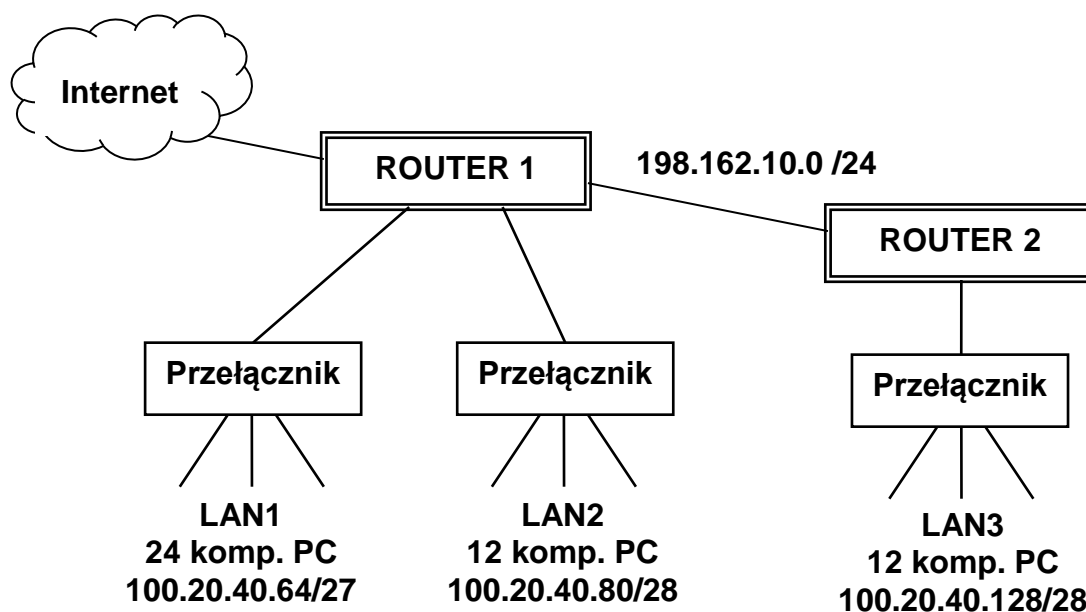 Internet
ROUTER 1
198.162.10.0 /24
ROUTER 2
Przełącznik
Przełącznik
Przełącznik
LAN1
24 komp. PC
100.20.40.64/27
LAN2
12 komp. PC
100.20.40.80/28
LAN3
12 komp. PC
100.20.40.128/28